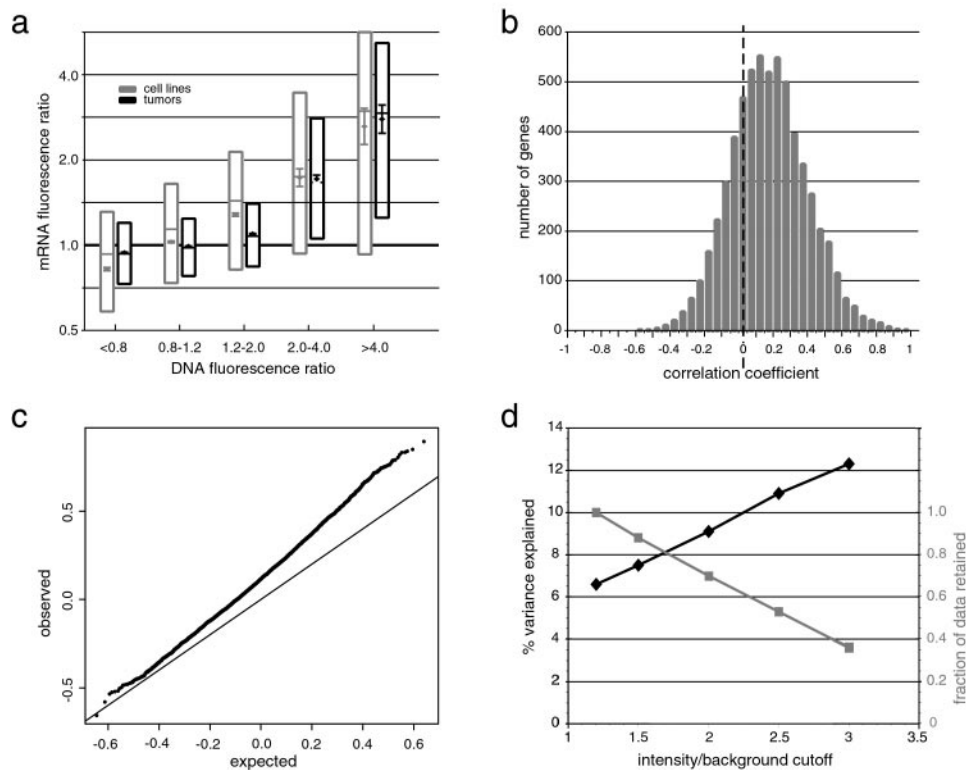 a
4.0
2.0
1.0
0.5
mRNA fluorescence ratio
cell lines
tumors
<0.8 0.8-1.2 1.2-2.0 2.0-4.0 >4.0
DNA fluorescence ratio
b
600
500
400
300
200
100
0
number of genes
-1 -0.8 -0.6 -0.4 -0.2 0 0.2 0.4 0.6 0.8 1
correlation coefficient
c
0.5
0.0
-0.5
observed
-0.6 -0.4 -0.2 0.0 0.2 0.4 0.6
expected
d
14
12
10
8
6
4
2
0
% variance explained
1.0
0.8
0.6
0.4
0.2
0
fraction of data retained
1 1.5 2 2.5 3 3.5
intensity/background cutoff